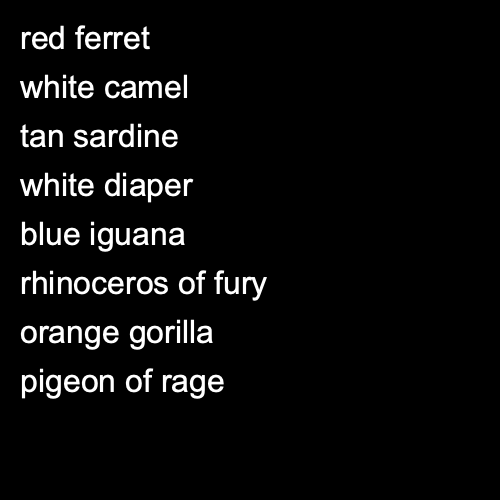 red ferret
white camel
tan sardine
white diaper
blue iguana
rhinoceros of fury
orange gorilla
pigeon of rage